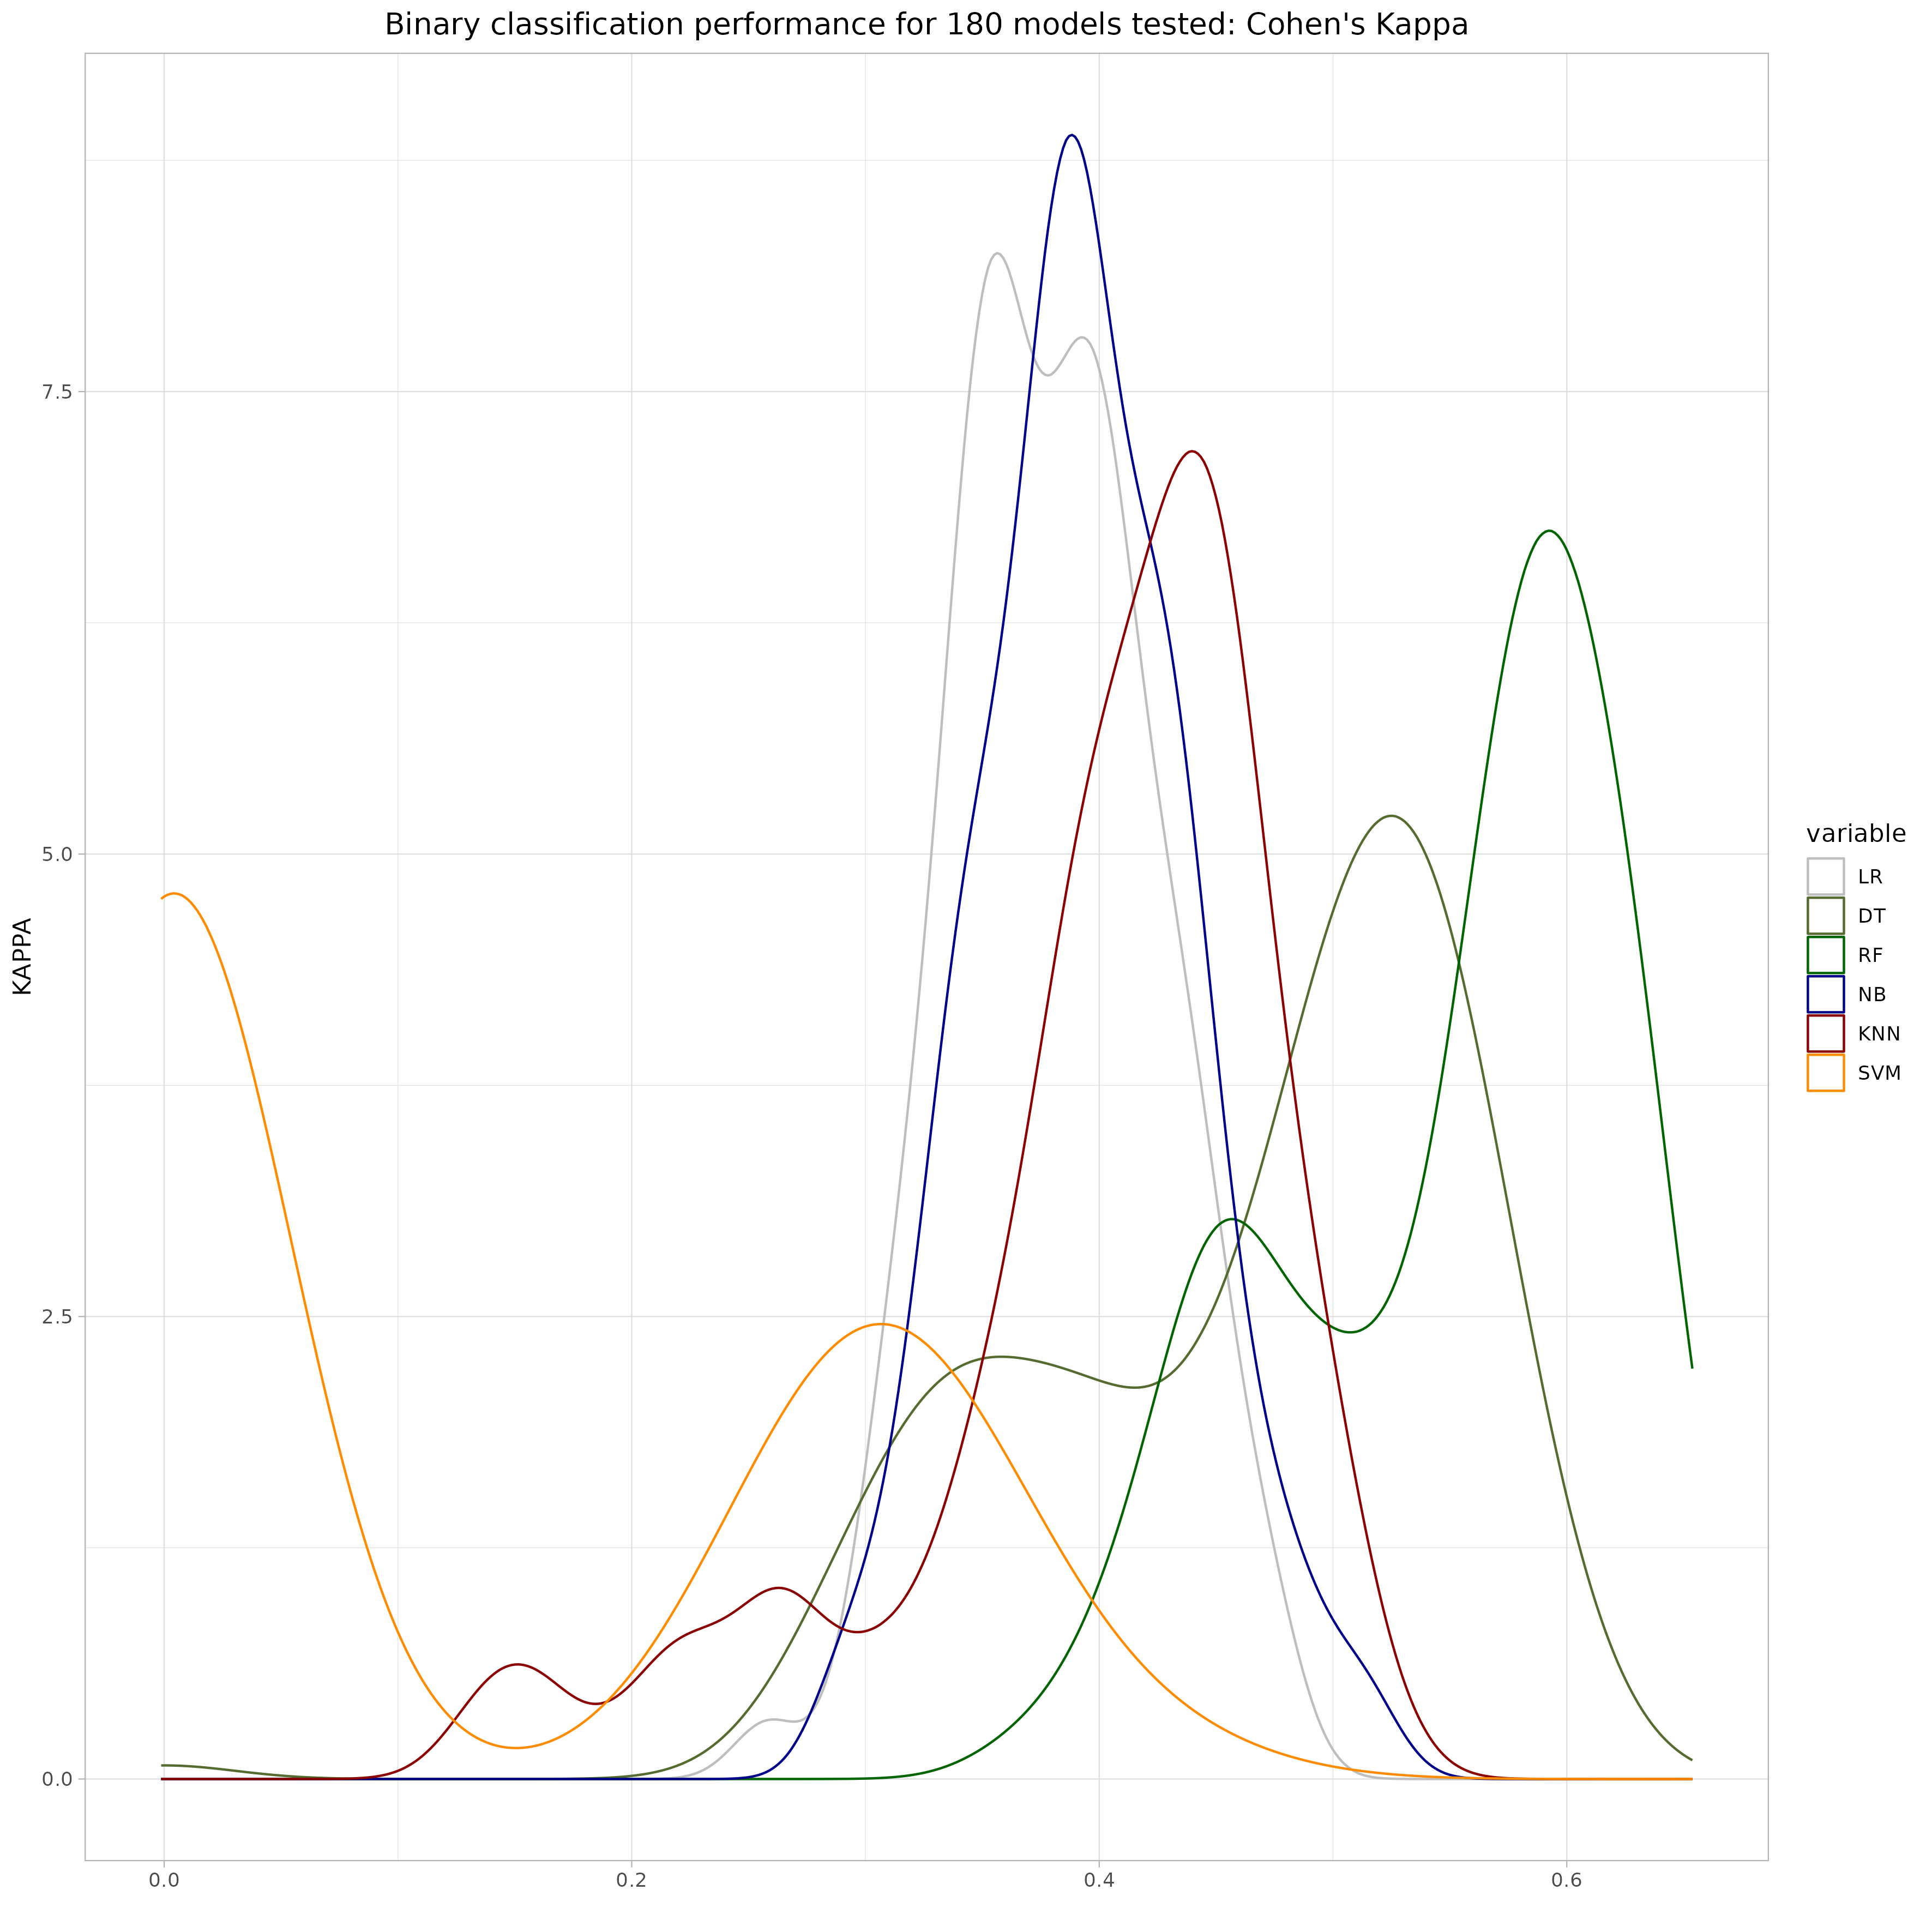 Binary classification performance for 180 models tested: Cohen's Kappa
KAPPA
7.5
5.0
2.5
0.0
0.0 0.2 0.4 0.6
variable
LR
DT
RF
NB
KNN
SVM